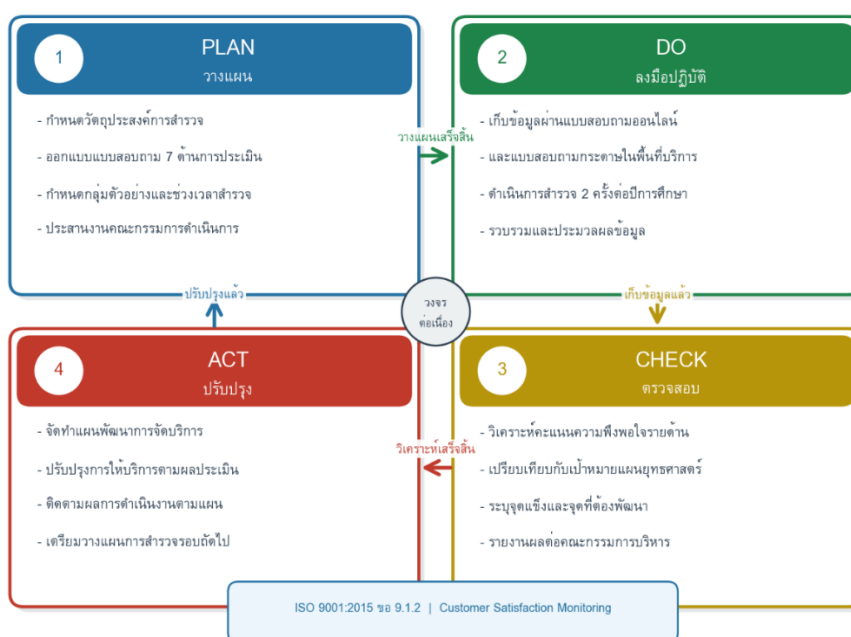 1
PLAN
วางแผน
- กำหนดวัตถุประสงค์การสำรวจ
- ออกแบบแบบสอบถาม 7 ด้านการประเมิน
- กำหนดกลุ่มตัวอย่างและช่วงเวลาสำรวจ
- ประสานงานคณะกรรมการดำเนินการ
วางแผนเสร็จสิ้น
2
DO
ลงมือปฏิบัติ
- เก็บข้อมูลผ่านแบบสอบถามออนไลน์
- และแบบสอบถามกระดาษในพื้นที่บริการ
- ดำเนินการสำรวจ 2 ครั้งต่อปีการศึกษา
- รวบรวมและประมวลผลข้อมูล
ปรับปรุงแล้ว
วงจร
ต่อเนื่อง
เก็บข้อมูลแล้ว
4
ACT
ปรับปรุง
- จัดทำแผนพัฒนาการจัดบริการ
- ปรับปรุงการให้บริการตามผลประเมิน
- ติดตามผลการดำเนินงานตามแผน
- เตรียมวางแผนการสำรวจรอบถัดไป
วิเคราะห์เสร็จสิ้น
3
CHECK
ตรวจสอบ
- วิเคราะห์คะแนนความพึงพอใจรายด้าน
- เปรียบเทียบกับเป้าหมายแผนยุทธศาสตร์
- ระบุจุดแข็งและจุดที่ต้องพัฒนา
- รายงานผลต่อคณะกรรมการบริหาร
ISO 9001:2015 ขอ 9.1.2 | Customer Satisfaction Monitoring